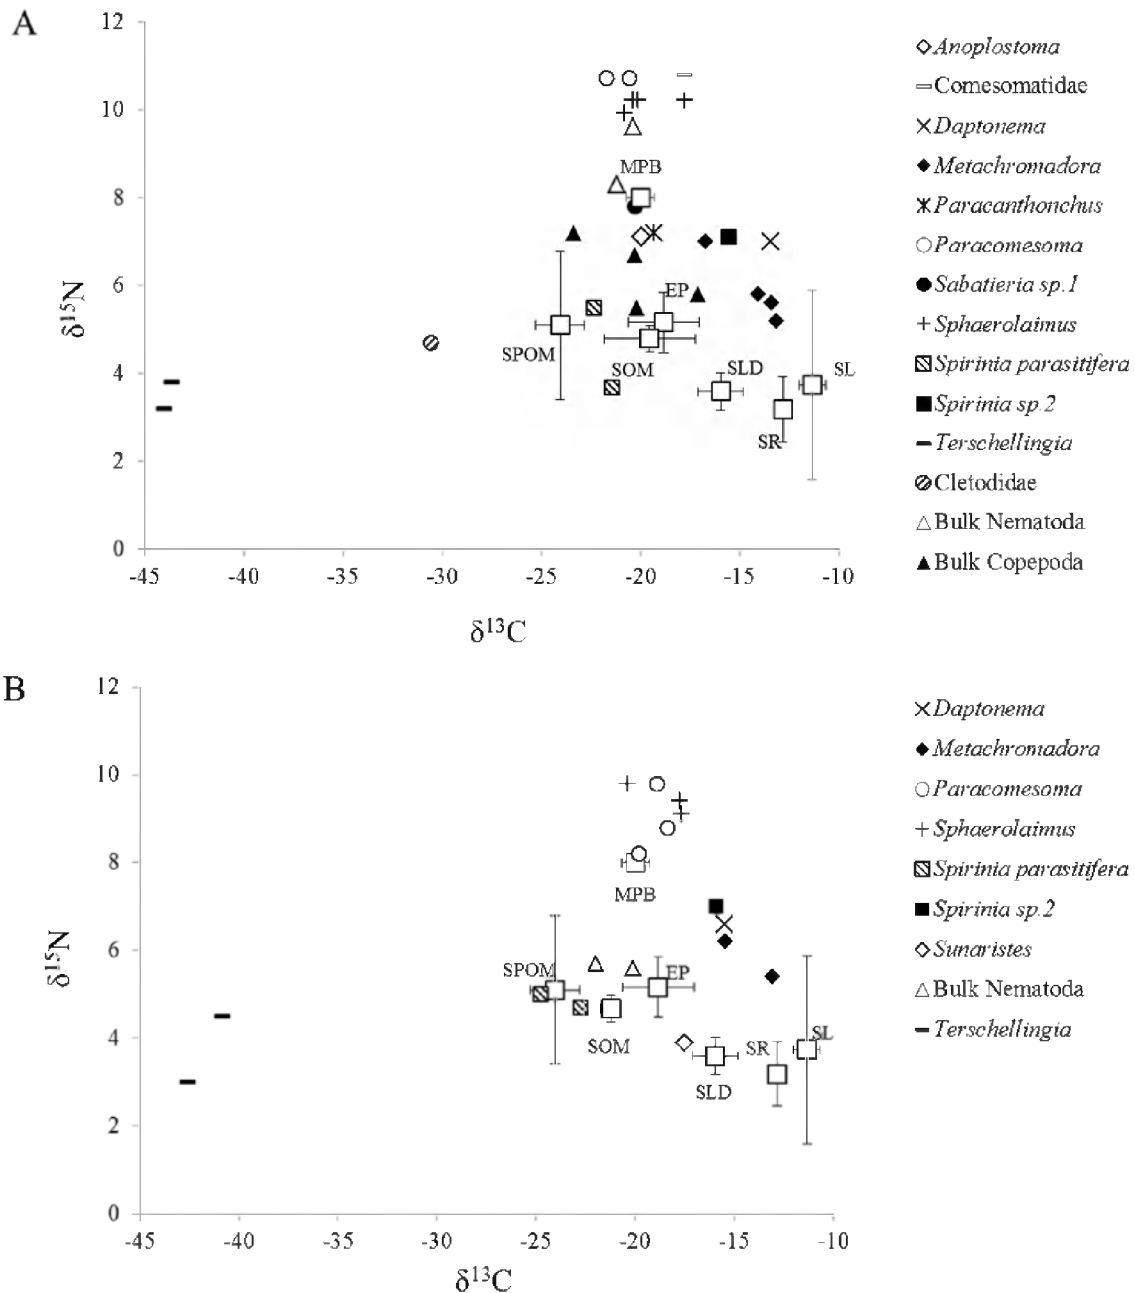 A
12
10
8
6
4
2
0
δ15N
-45
-40
-35
-30
-25
-20
-15
-10
δ13C
MPB
EP
SPOM
SOM
SLD
SL
SR
Anoplostoma
Comesomatidae
Daptonema
Metachromadora
Paracanthonchus
Paracomesoma
Sabatieria sp.1
Sphaerolaimus
Spirinia parasitifera
Spirinia sp.2
Terschellingia
Cletodidae
Bulk Nematoda
Bulk Copepoda
B
12
10
8
6
4
2
0
δ15N
-45
-40
-35
-30
-25
-20
-15
-10
δ13C
MPB
SPOM
EP
SOM
SR
SL
SLD
Daptonema
Metachromadora
Paracomesoma
Sphaerolaimus
Spirinia parasitifera
Spirinia sp.2
Sunaristes
Bulk Nematoda
Terschellingia